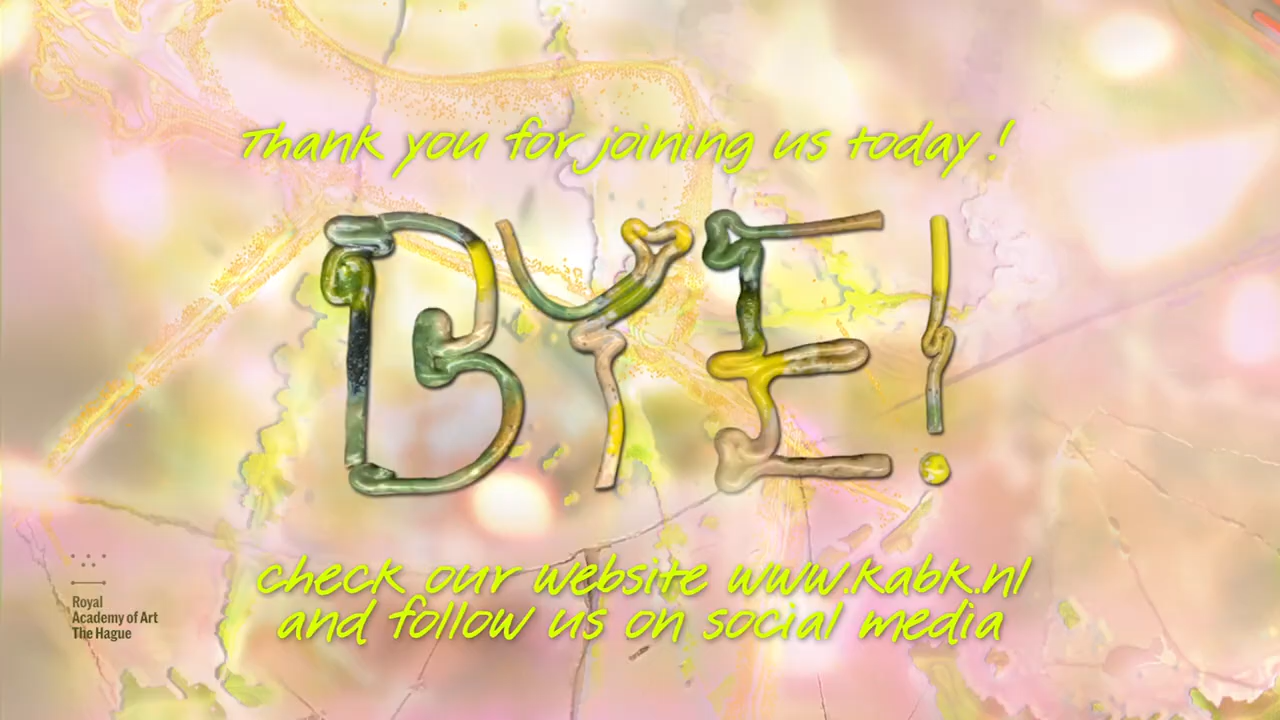 Thank you for joining us today!
BYE!
check our website www.kabk.nl
and follow us on social media
Royal
Academy of Art
The Hague